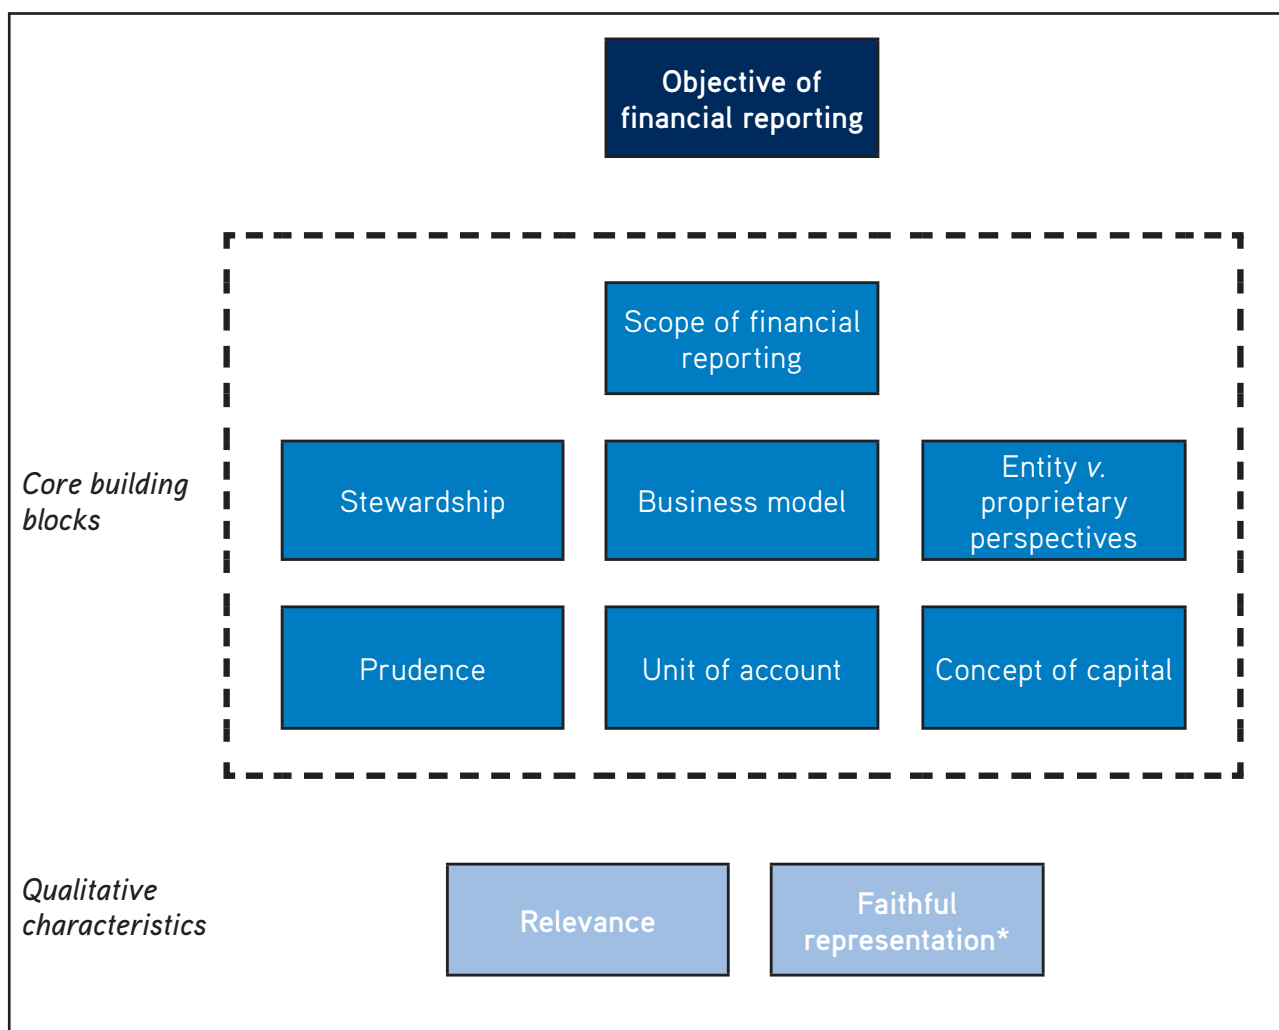 Objective of
financial reporting
Scope of financial
reporting
Core building
blocks
Stewardship
Business model
Entity v.
proprietary
perspectives
Prudence
Unit of account
Concept of capital
Qualitative
characteristics
Relevance
Faithful
representation*